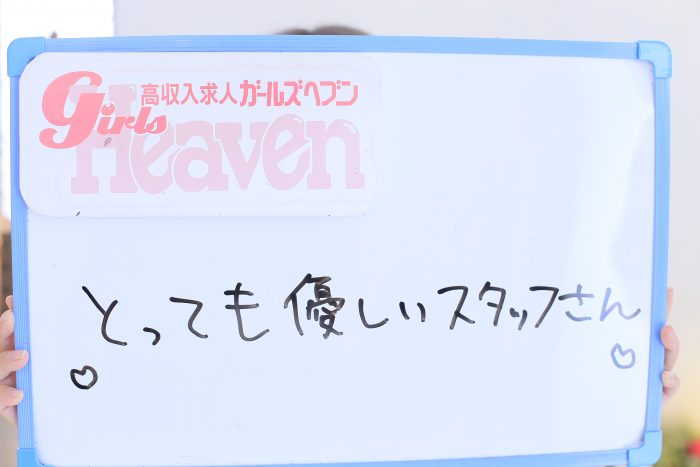 高収入求人ガールズヘブン
Girls
Heaven
とっても優しいスタッフさん